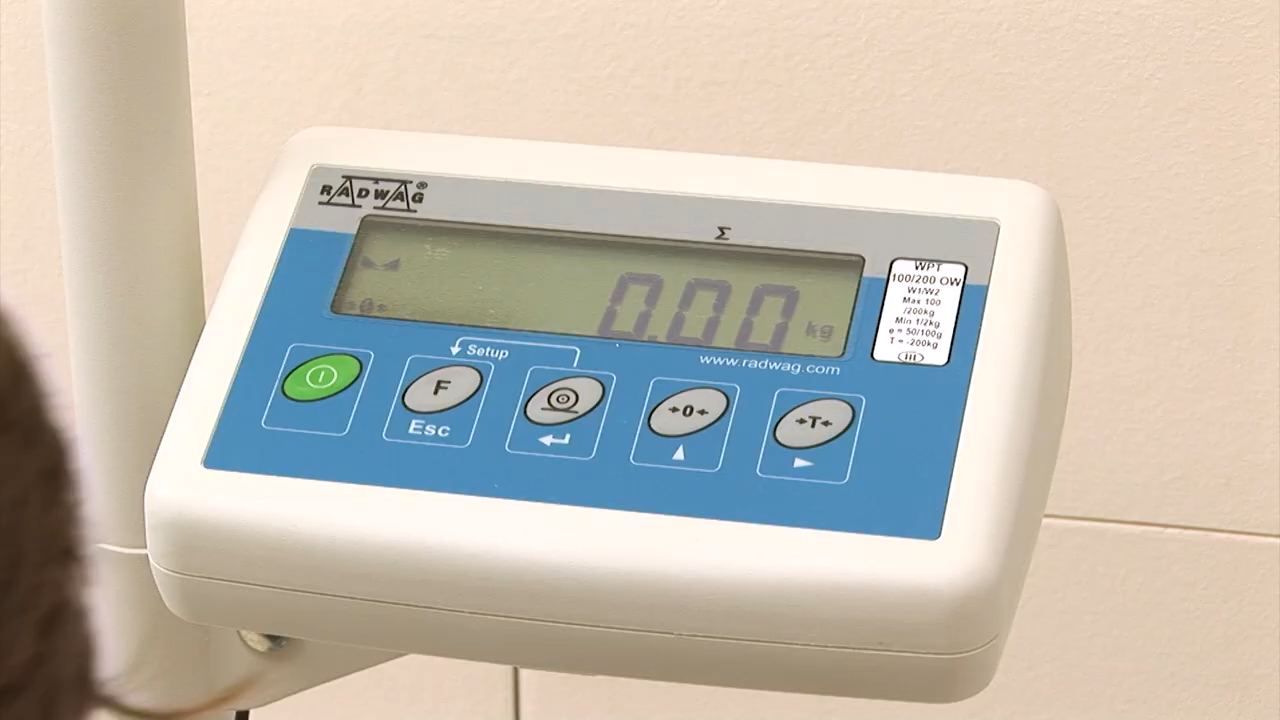 RADWAG®
Σ
→0←
0.00 kg
WPT
100/200 OW
W1/W2
Max 100
/200kg
Min 1/2kg
e = 50/100g
T = -200kg
III
www.radwag.com
Setup
F
Esc
→0←
→T←